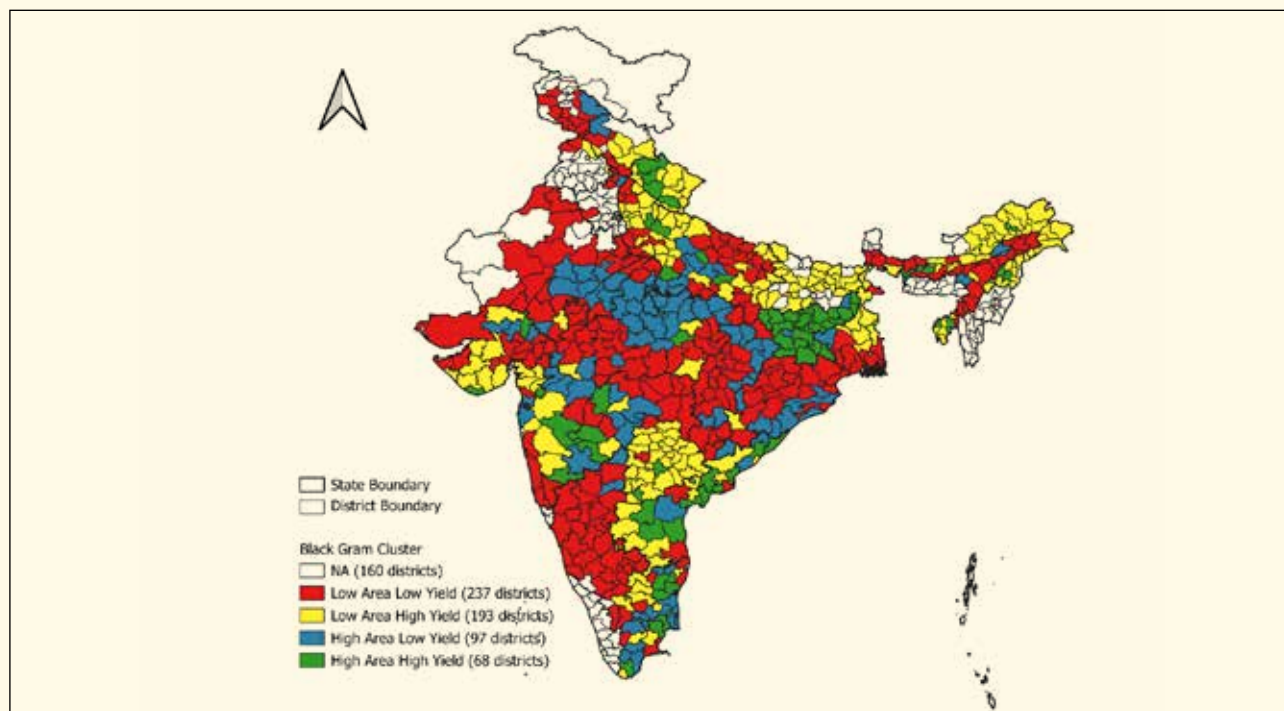 State Boundary
District Boundary
Black Gram Cluster
NA (160 districts)
Low Area Low Yield (237 districts)
Low Area High Yield (193 districts)
High Area Low Yield (97 districts)
High Area High Yield (68 districts)